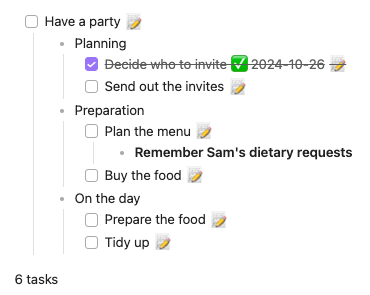 Have a party 📝
Planning
Decide who to invite ✅ 2024-10-26 📝
Send out the invites 📝
Preparation
Plan the menu 📝
Remember Sam's dietary requests
Buy the food 📝
On the day
Prepare the food 📝
Tidy up 📝
6 tasks